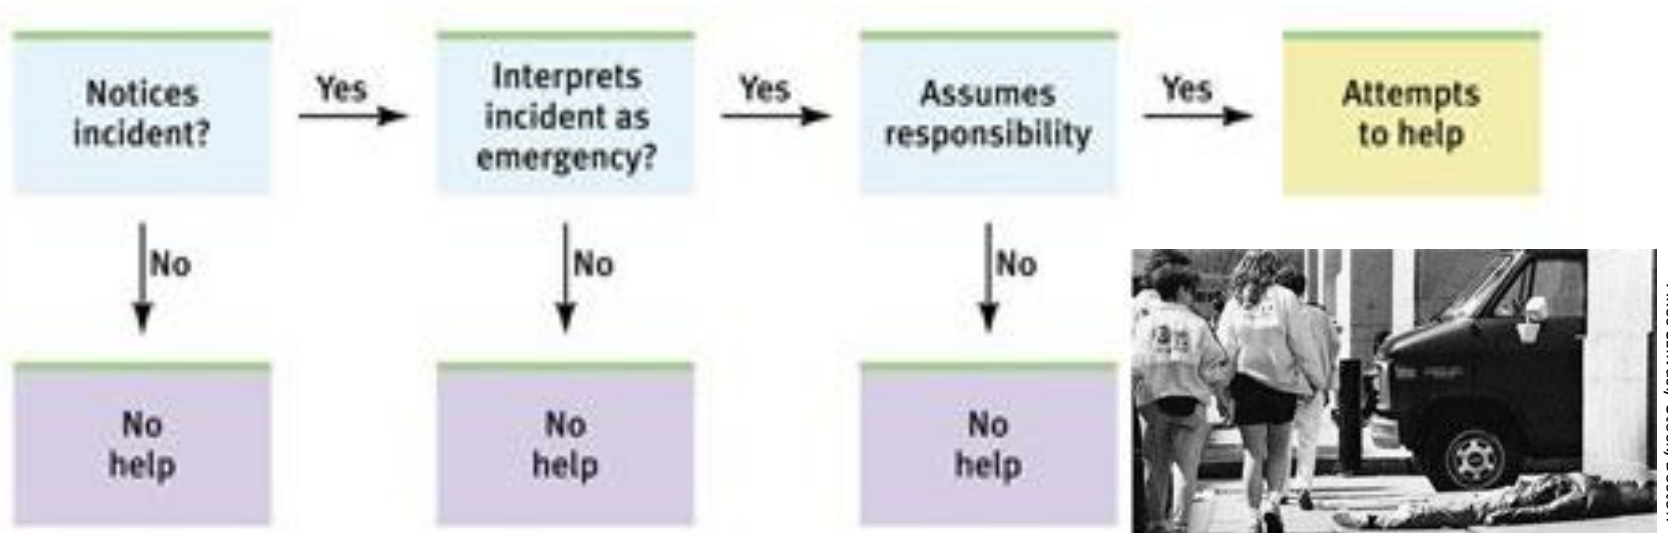 Notices
incident?
Yes
Interprets
incident as
emergency?
Yes
Assumes
responsibility
Yes
Attempts
to help
No
No
No
No
help
No
help
No
help